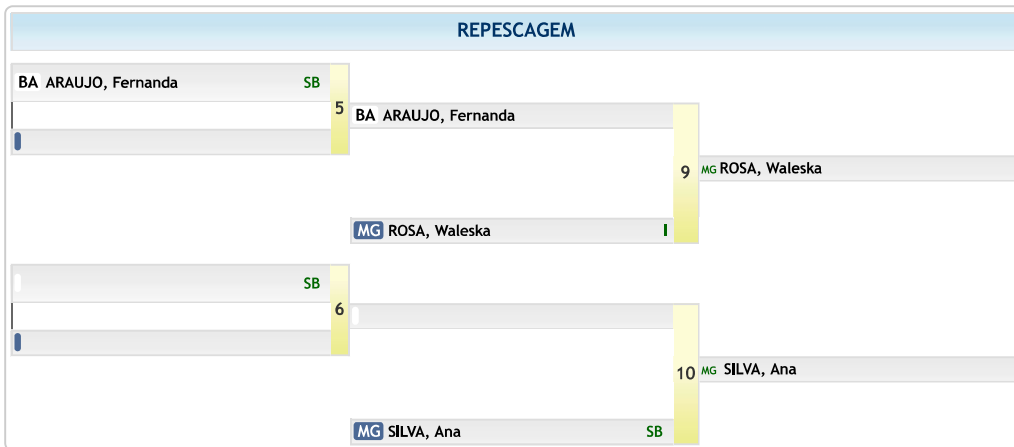 REPESCAGEM
BA ARAUJO, Fernanda SB
5
BA ARAUJO, Fernanda
9
MG ROSA, Waleska
MG ROSA, Waleska I
SB
6
10
MG SILVA, Ana
MG SILVA, Ana SB